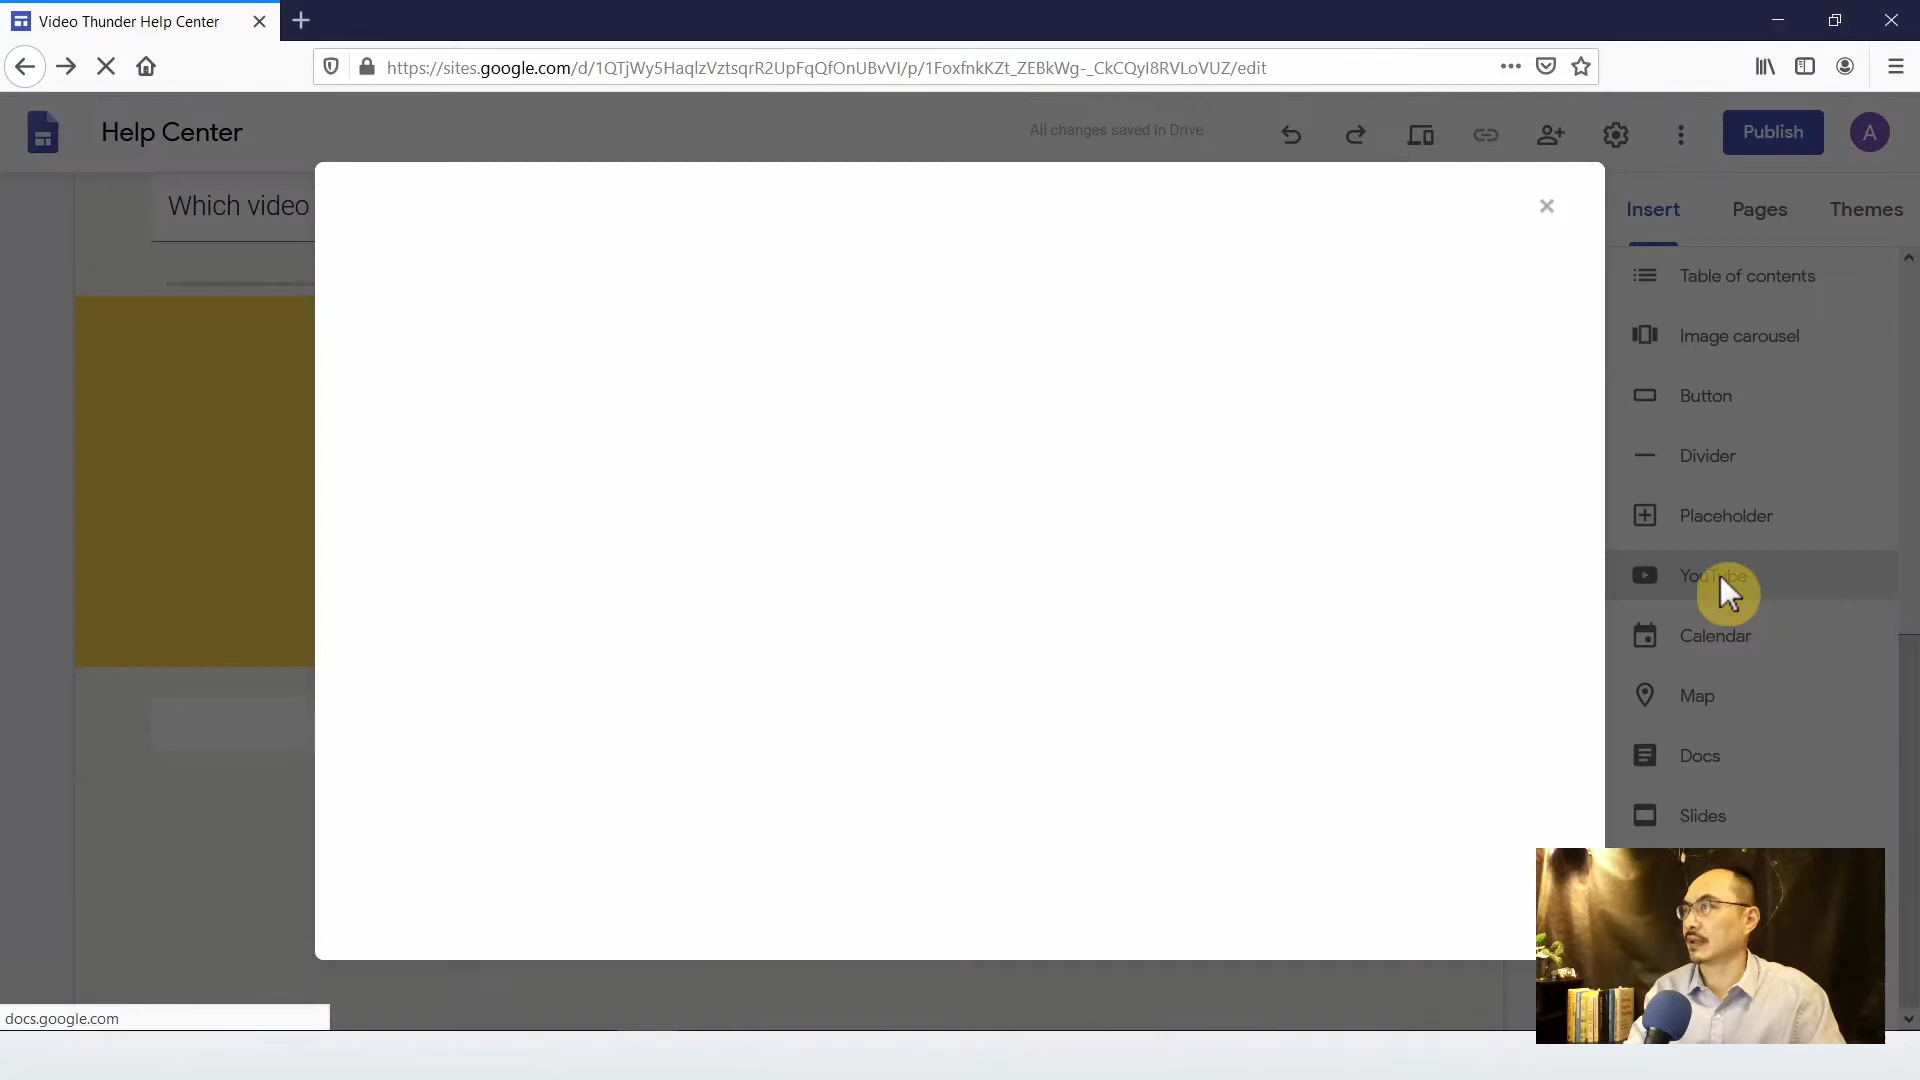 Video Thunder Help Center
https://sites.google.com/d/1QTjWy5HaqlzVztsqrR2UpFqQfOnUBvVI/p/1FoxfnkKZt_ZEBkWg-_CkCQyI8RVLoVUZ/edit
Help Center
All changes saved in Drive
Publish
A
Which video
Insert
Pages
Themes
Table of contents
Image carousel
Button
Divider
Placeholder
YouTube
Calendar
Map
Docs
Slides
docs.google.com